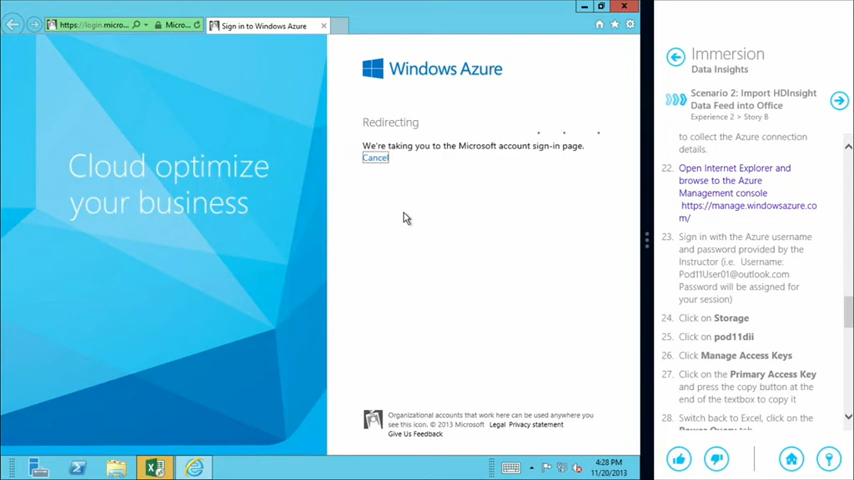 https://login.micro...
Micro...
Sign in to Windows Azure
Windows Azure
Redirecting
We're taking you to the Microsoft account sign-in page.
Cancel
Cloud optimize
your business
Organizational accounts that work here can be used anywhere you
see this icon. © 2013 Microsoft Legal Privacy statement
Give Us Feedback
4:28 PM
11/20/2013
Immersion
Data Insights
Scenario 2: Import HDInsight
Data Feed into Office
Experience 2 > Story B
to collect the Azure connection
details.
22. Open Internet Explorer and
browse to the Azure
Management console
https://manage.windowsazure.co
m/
23. Sign in with the Azure username
and password provided by the
Instructor (i.e. Username:
Pod11User01@outlook.com
Password will be assigned for
your session)
24. Click on Storage
25. Click on pod11dii
26. Click Manage Access Keys
27. Click on the Primary Access Key
and press the copy button at the
end of the textbox to copy it
28. Switch back to Excel, click on the
Power Query tab